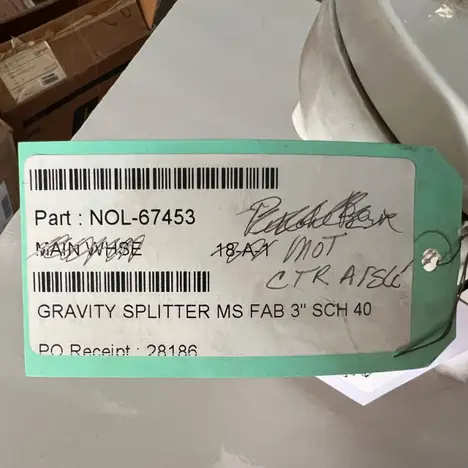 Part : NOL-67453
MAIN WHSE 18-A-1
MOT
CTR AISLE
GRAVITY SPLITTER MS FAB 3" SCH 40
PO Receipt : 28186